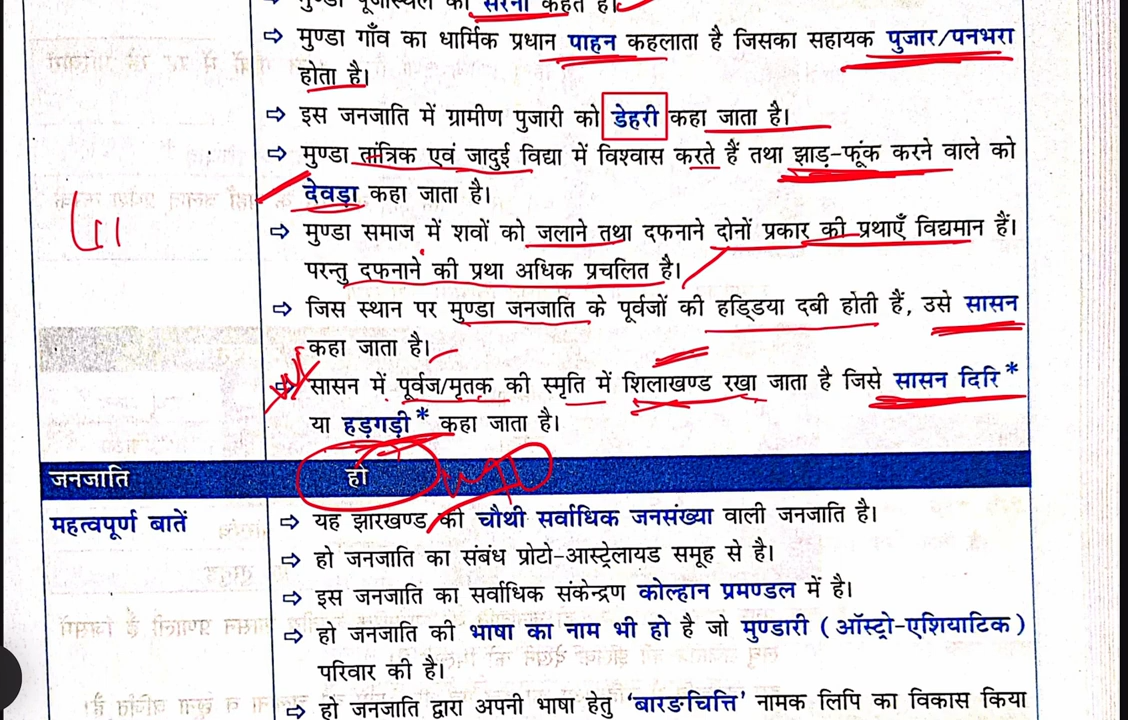 मुण्डा पूजास्थल को सरना कहते हैं।
⇨ मुण्डा गाँव का धार्मिक प्रधान पाहन कहलाता है जिसका सहायक पुजार/पनभरा
होता है।
⇨ इस जनजाति में ग्रामीण पुजारी को डेहरी कहा जाता है।
⇨ मुण्डा तांत्रिक एवं जादुई विद्या में विश्वास करते हैं तथा झाड़-फूंक करने वाले को
देवड़ा कहा जाता है।
⇨ मुण्डा समाज में शवों को जलाने तथा दफनाने दोनों प्रकार की प्रथाएँ विद्यमान हैं।
परन्तु दफनाने की प्रथा अधिक प्रचलित है।
⇨ जिस स्थान पर मुण्डा जनजाति के पूर्वजों की हड्डिया दबी होती हैं, उसे सासन
कहा जाता है।
⇨ सासन में पूर्वज/मृतक की स्मृति में शिलाखण्ड रखा जाता है जिसे सासन दिरि*
या हड़गड़ी* कहा जाता है।
जनजाति हो
महत्वपूर्ण बातें ⇨ यह झारखण्ड की चौथी सर्वाधिक जनसंख्या वाली जनजाति है।
⇨ हो जनजाति का संबंध प्रोटो-आस्ट्रेलायड समूह से है।
⇨ इस जनजाति का सर्वाधिक संकेन्द्रण कोल्हान प्रमण्डल में है।
⇨ हो जनजाति की भाषा का नाम भी हो है जो मुण्डारी (ऑस्ट्रो-एशियाटिक)
परिवार की है।
⇨ हो जनजाति द्वारा अपनी भाषा हेतु 'बारङचित्ति' नामक लिपि का विकास किया